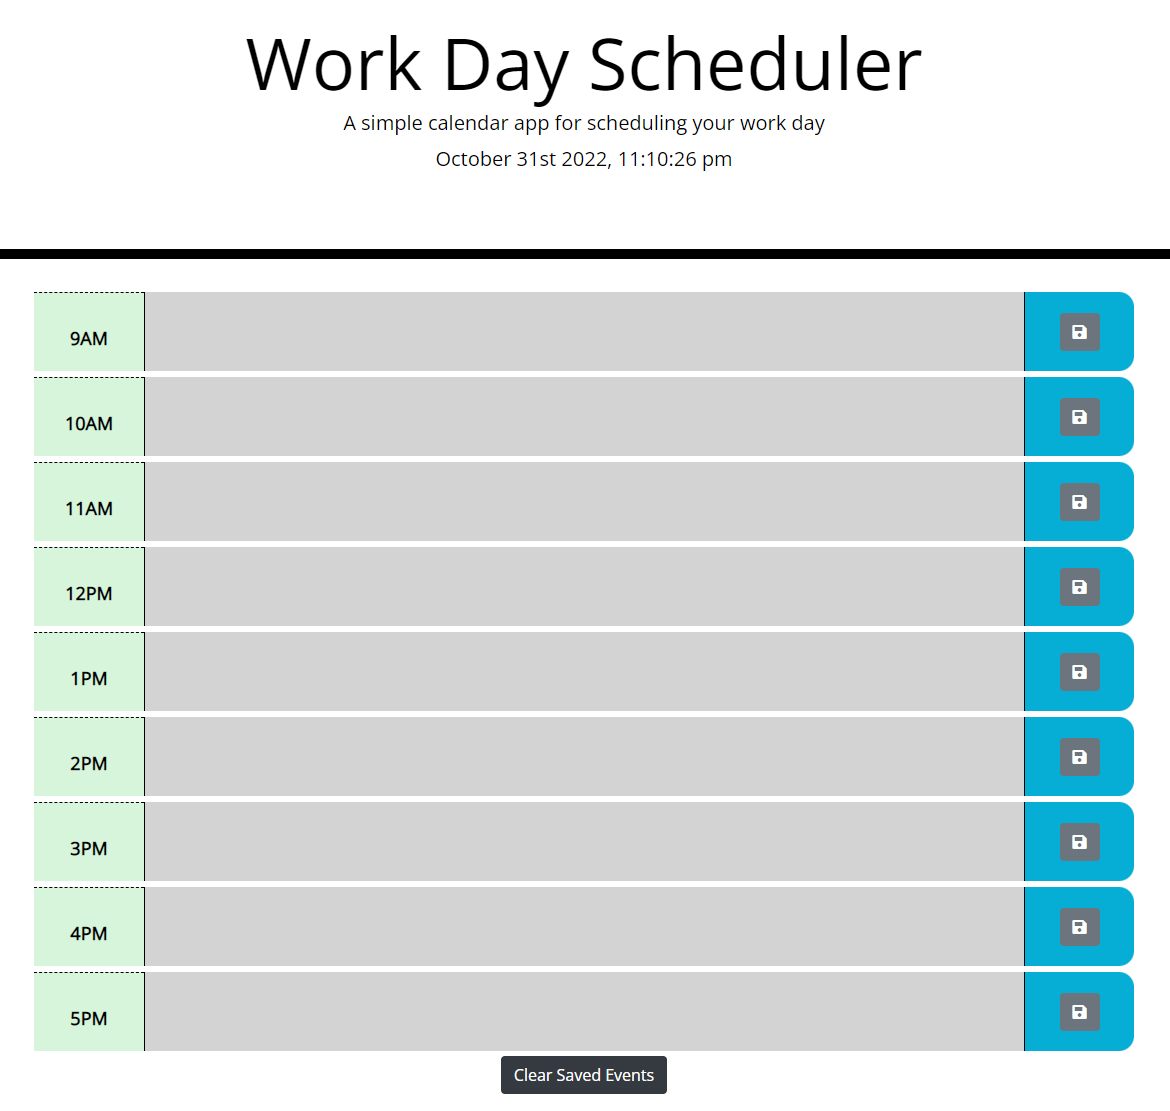 Work Day Scheduler
A simple calendar app for scheduling your work day
October 31st 2022, 11:10:26 pm
9AM
10AM
11AM
12PM
1PM
2PM
3PM
4PM
5PM
Clear Saved Events